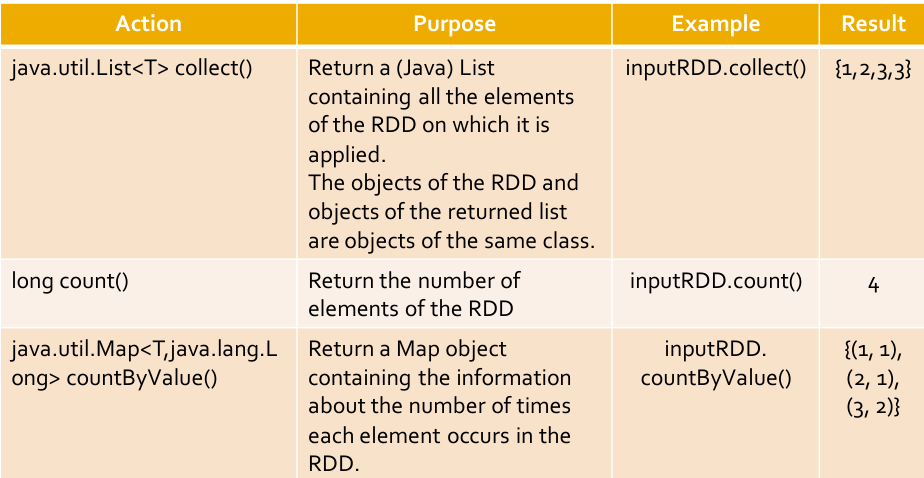 Action Purpose Example Result
java.util.List<T> collect() Return a (Java) List inputRDD.collect() {1,2,3,3}
containing all the elements
of the RDD on which it is
applied.
The objects of the RDD and
objects of the returned list
are objects of the same class.
long count() Return the number of inputRDD.count() 4
elements of the RDD
java.util.Map<T,java.lang.L Return a Map object inputRDD. {(1, 1),
ong> countByValue() containing the information countByValue() (2, 1),
about the number of times (3, 2)}
each element occurs in the
RDD.